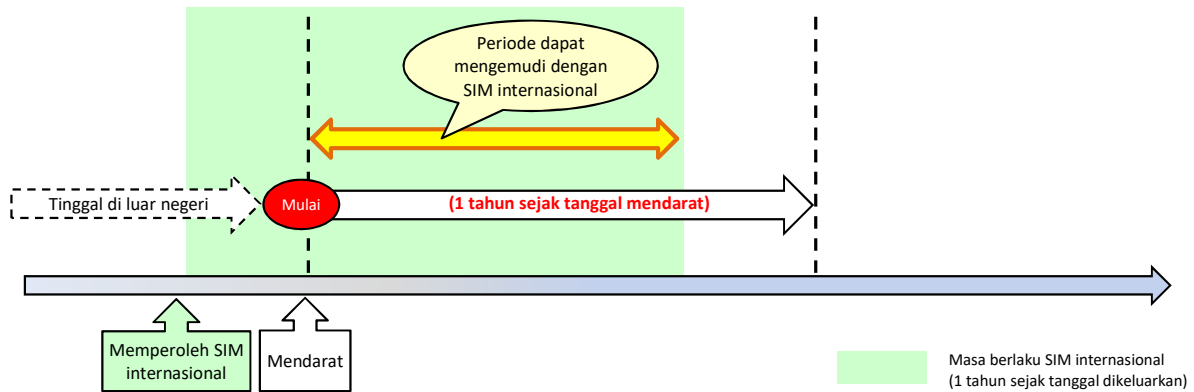 Periode dapat
mengemudi dengan
SIM internasional
Tinggal di luar negeri
Mulai
(1 tahun sejak tanggal mendarat)
Memperoleh SIM
internasional
Mendarat
Masa berlaku SIM internasional
(1 tahun sejak tanggal dikeluarkan)